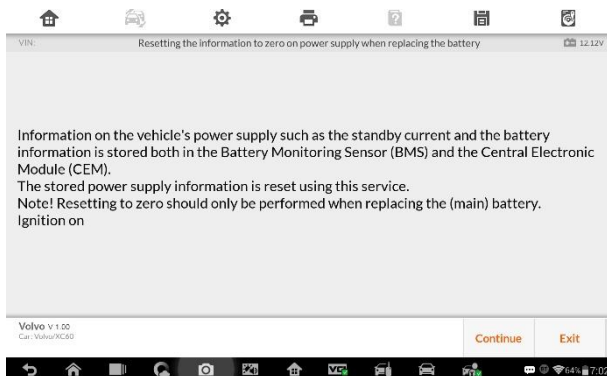 VIN:
Resetting the information to zero on power supply when replacing the battery
12.12V
Information on the vehicle's power supply such as the standby current and the battery
information is stored both in the Battery Monitoring Sensor (BMS) and the Central Electronic
Module (CEM).
The stored power supply information is reset using this service.
Note! Resetting to zero should only be performed when replacing the (main) battery.
Ignition on
Volvo V 1.00
Car: Volvo/XC60
Continue
Exit
64% 7:02